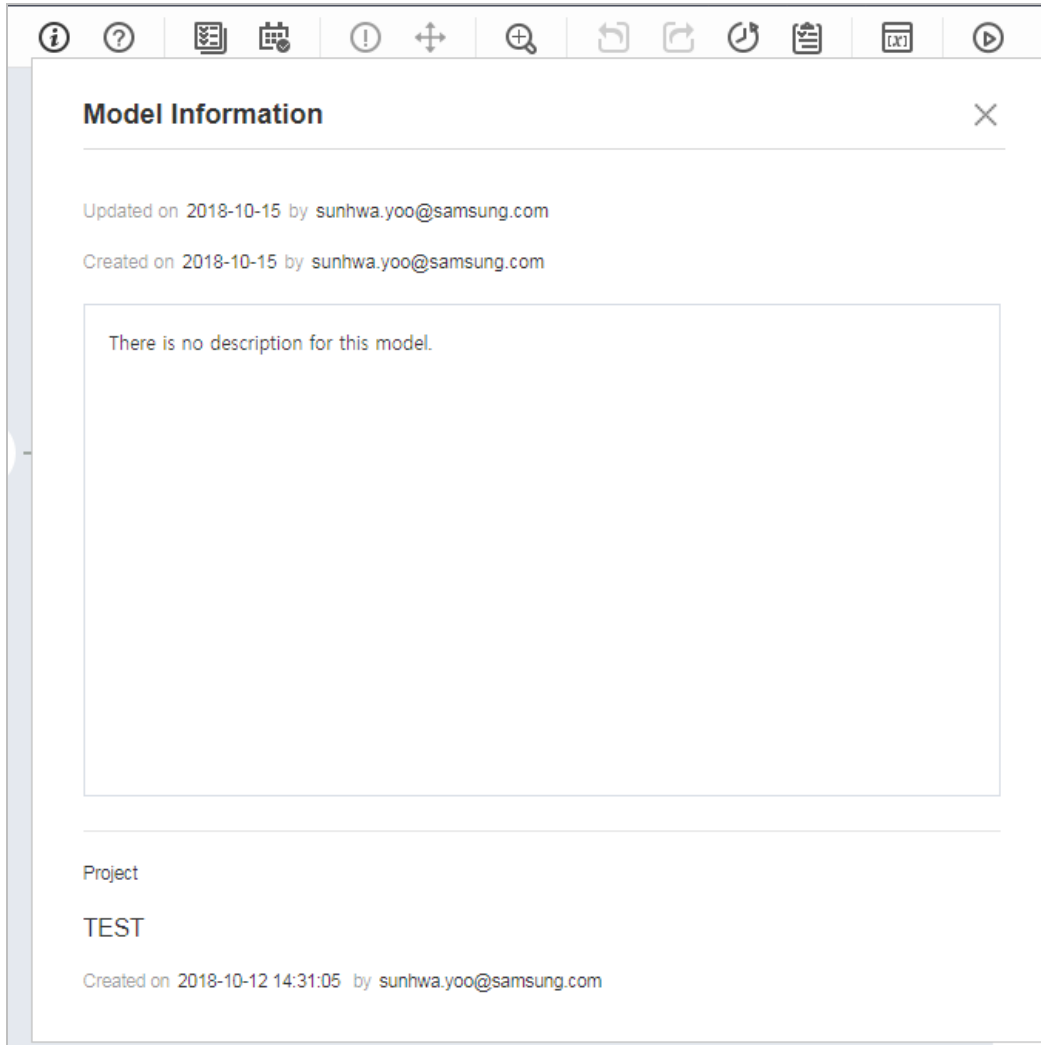 [X]
Model Information
Updated on 2018-10-15 by sunhwa.yoo@samsung.com
Created on 2018-10-15 by sunhwa.yoo@samsung.com
There is no description for this model.
Project
TEST
Created on 2018-10-12 14:31:05 by sunhwa.yoo@samsung.com